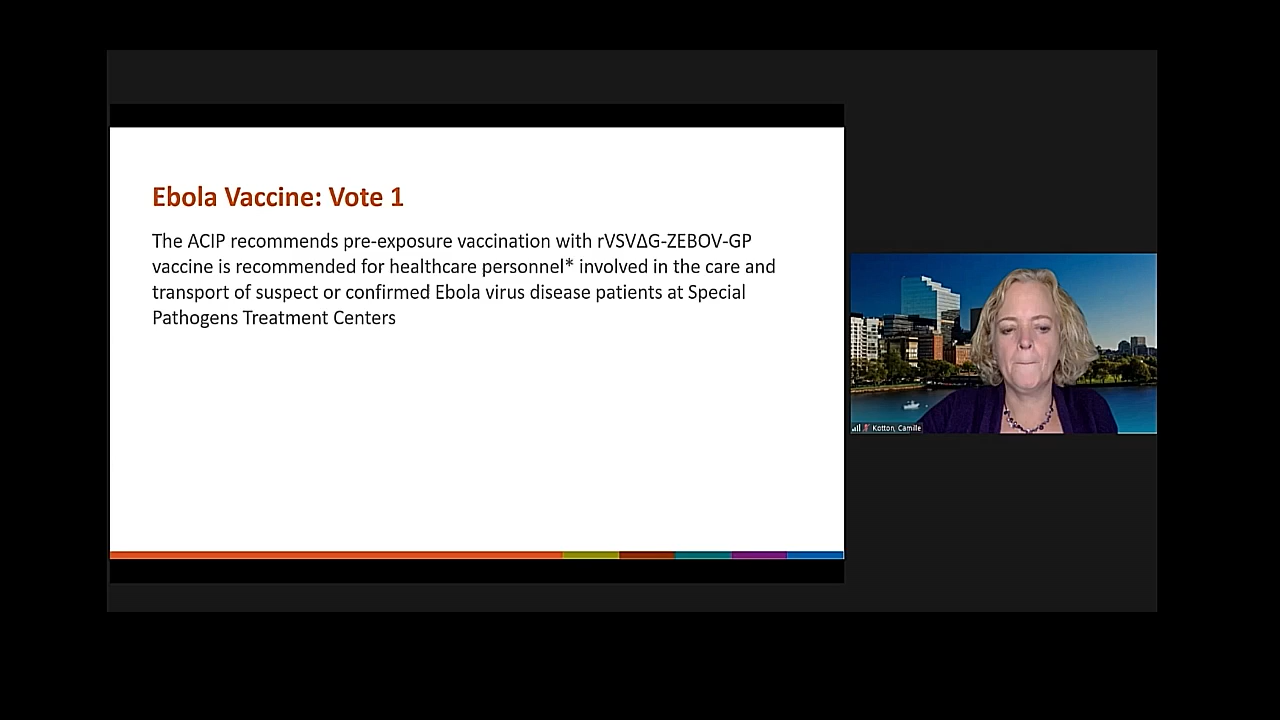 Ebola Vaccine: Vote 1
The ACIP recommends pre-exposure vaccination with rVSVΔG-ZEBOV-GP
vaccine is recommended for healthcare personnel* involved in the care and
transport of suspect or confirmed Ebola virus disease patients at Special
Pathogens Treatment Centers
Kotton, Camille